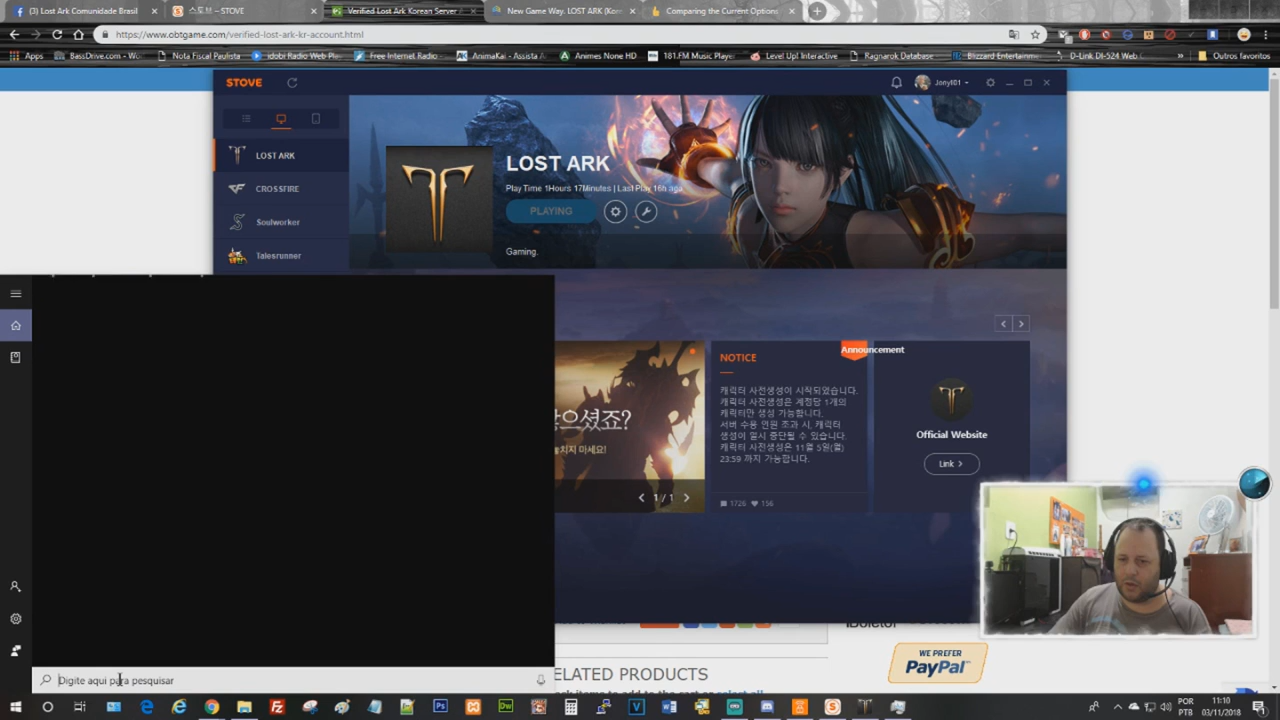 (3) Lost Ark Comunidade Brasil
스토브 – STOVE
Verified Lost Ark Korean Server
New Game Way. LOST ARK (Kor
Comparing the Current Options
https://www.obtgame.com/verified-lost-ark-kr-account.html
Apps
BassDrive.com - Wo
Nota Fiscal Paulista
idobi Radio Web Pla
Free Internet Radio
AnimaKai - Assista A
Animes None HD
181.FM Music Player
Level Up! Interactive
Ragnarok Database
Blizzard Entertainm
D-Link DI-524 Web C
»
Outros favoritos
STOVE
Jonyl01
LOST ARK
CROSSFIRE
Soulworker
Talesrunner
LOST ARK
Play Time 1Hours 17Minutes | Last Play 16h ago
PLAYING
Gaming.
NOTICE
Announcement
캐릭터 사전생성이 시작되었습니다.
캐릭터 사전생성은 계정당 1개의
캐릭터만 생성 가능합니다.
서버 수용 인원 초과 시, 캐릭터
생성이 일시 중단될 수 있습니다.
캐릭터 사전생성은 11월 5일(월)
23:59 까지 가능합니다.
1726 156
1 / 1
Official Website
Link >
WE PREFER
PayPal
ELATED PRODUCTS
Digite aqui para pesquisar
POR
PTB
11:10
03/11/2018